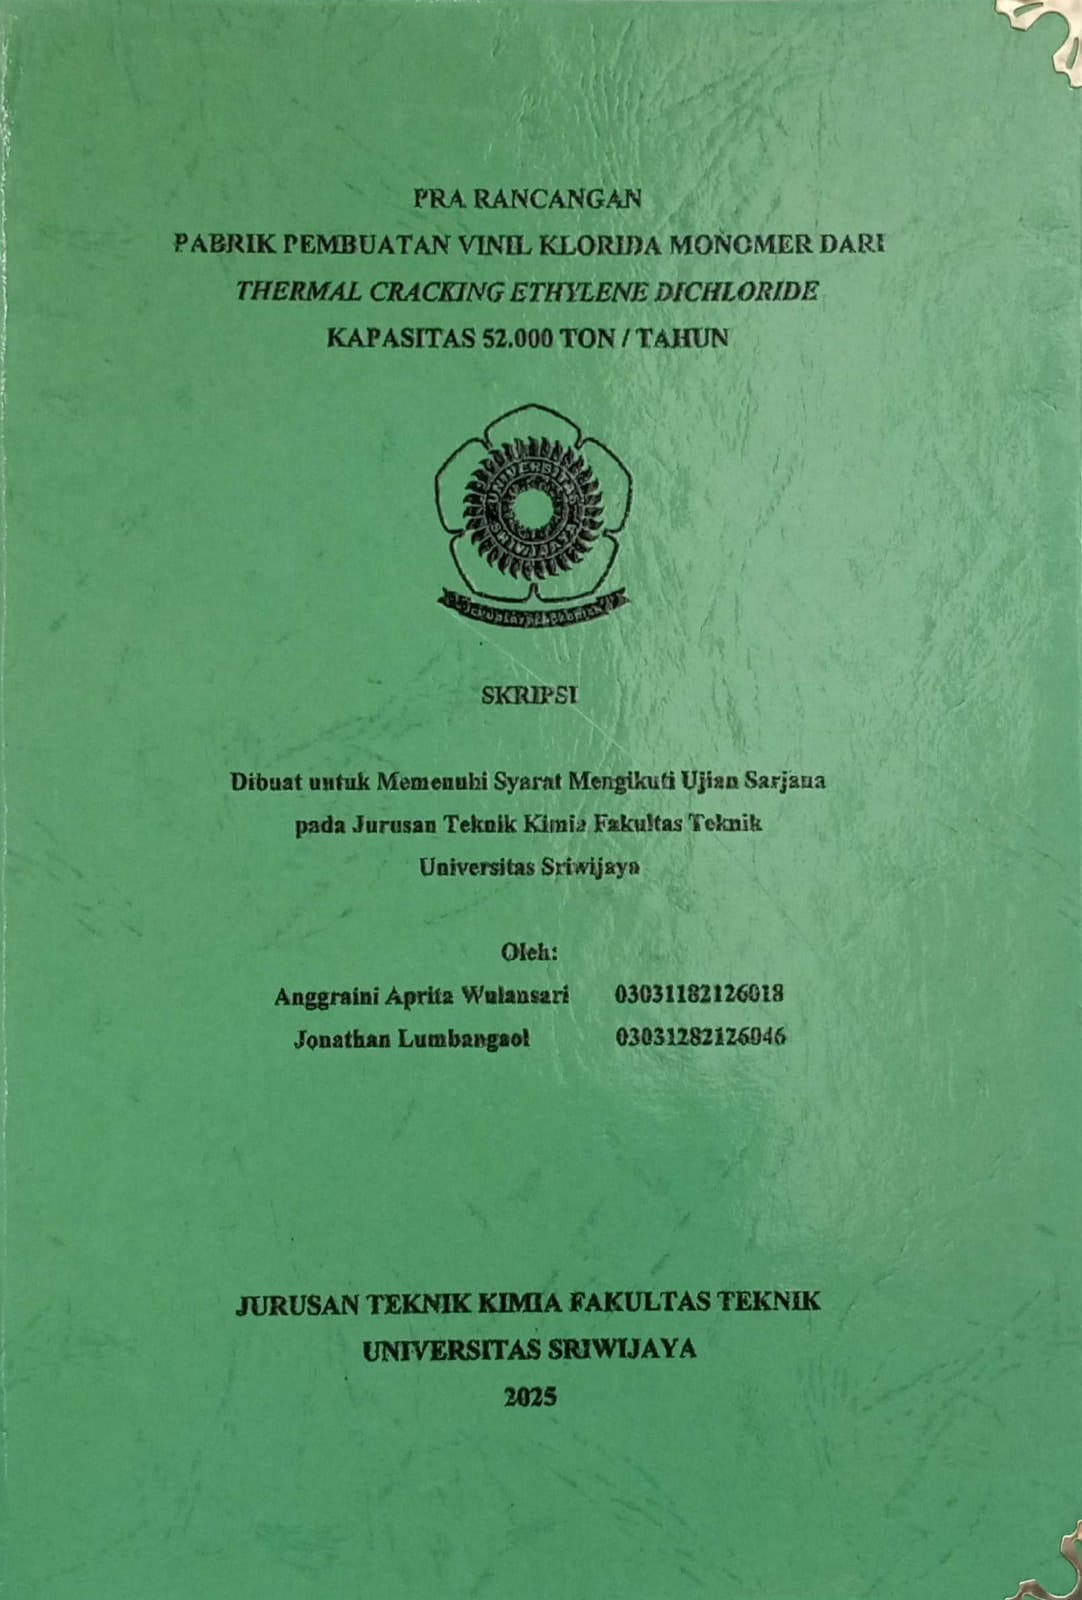 PRA RANCANGAN
PABRIK PEMBUATAN VINIL KLORIDA MONOMER DARI
THERMAL CRACKING ETHYLENE DICHLORIDE
KAPASITAS 52.000 TON / TAHUN
UNIVERSITAS
SRIWIJAYA
SKRIPSI
Dibuat untuk Memenuhi Syarat Mengikuti Ujian Sarjana
pada Jurusan Teknik Kimia Fakultas Teknik
Universitas Sriwijaya
Oleh:
Anggraini Aprita Wulansari 03031182126018
Jonathan Lumbangaol 03031282126046
JURUSAN TEKNIK KIMIA FAKULTAS TEKNIK
UNIVERSITAS SRIWIJAYA
2025